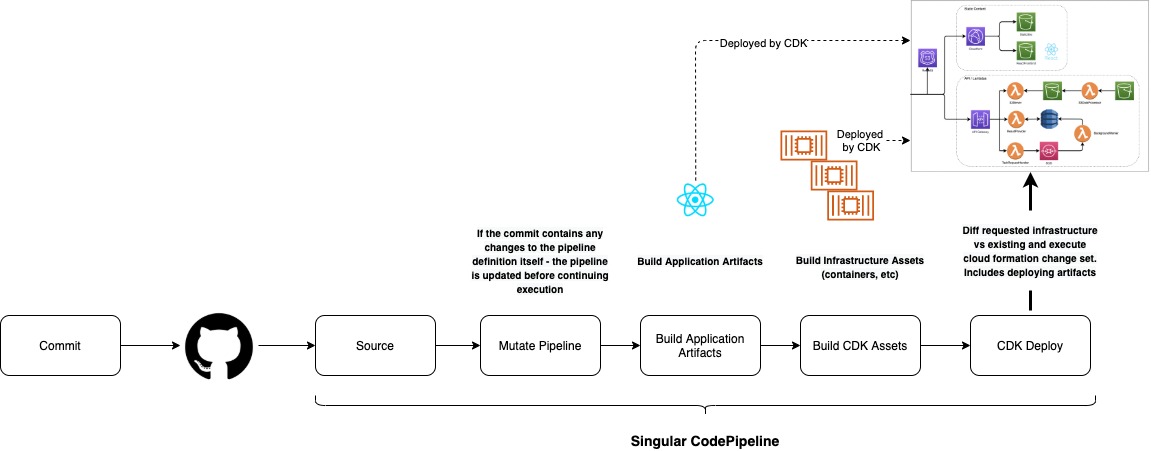 Static Content
Deployed by CDK
API / Lambdas
Deployed
by CDK
If the commit contains any
changes to the pipeline
definition itself - the pipeline
is updated before continuing
execution
Build Application Artifacts
Build Infrastructure Assets
(containers, etc)
Diff requested infrastructure
vs existing and execute
cloud formation change set.
Includes deploying artifacts
Commit
Source
Mutate Pipeline
Build Application
Artifacts
Build CDK Assets
CDK Deploy
Singular CodePipeline